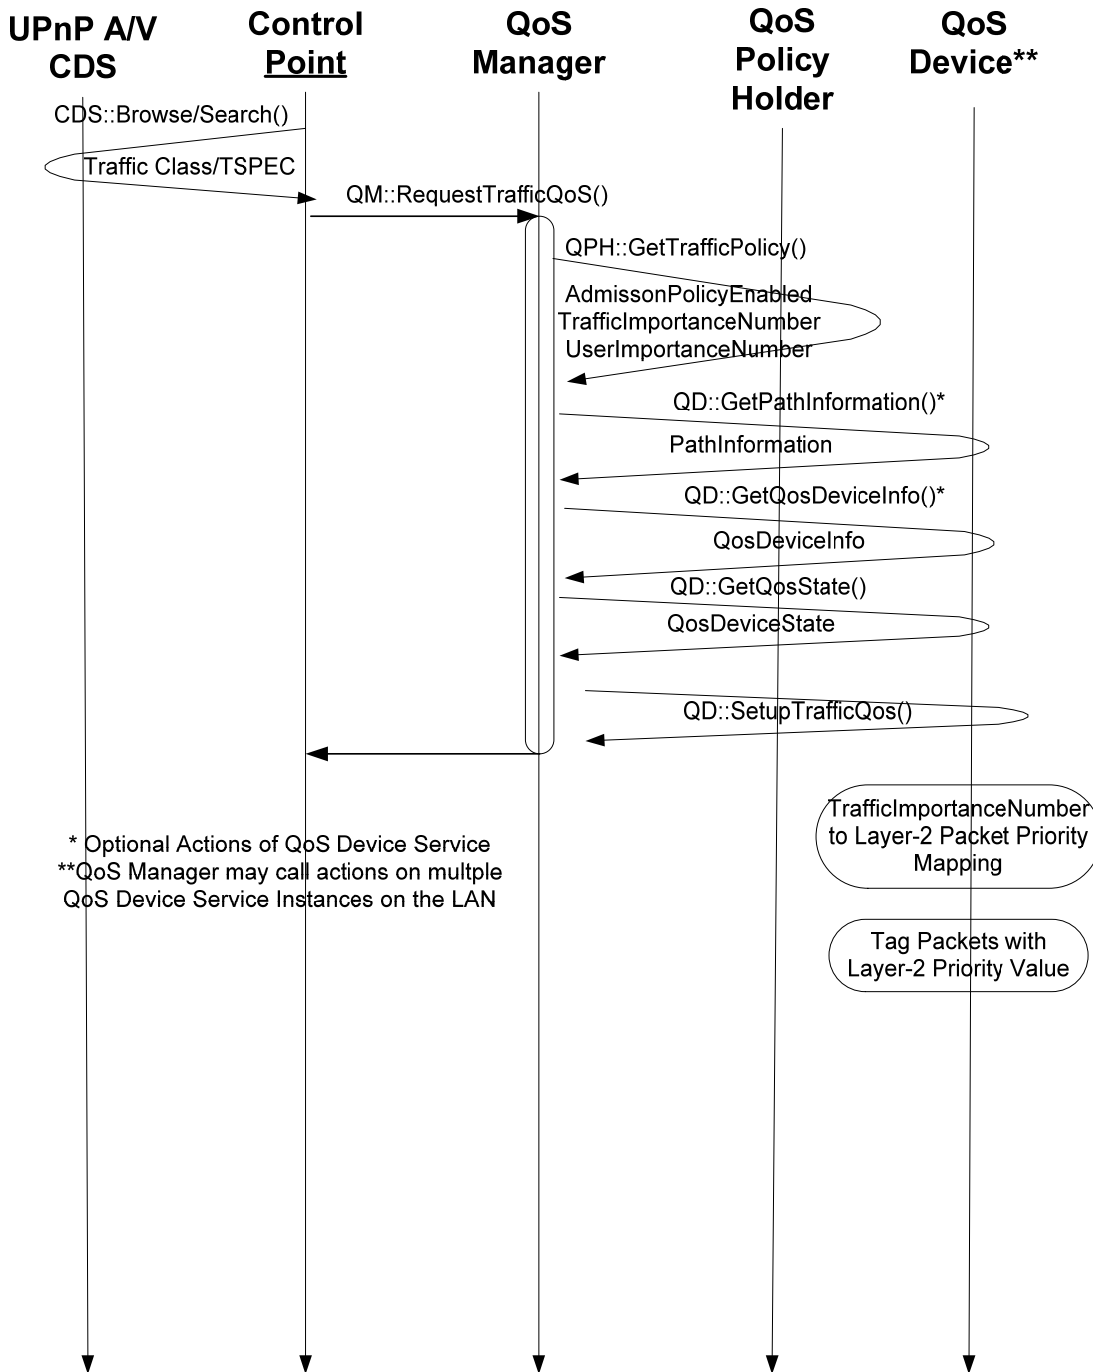 UPnP A/V
CDS
Control
Point
QoS
Manager
QoS
Policy
Holder
QoS
Device**
CDS::Browse/Search()
Traffic Class/TSPEC
QM::RequestTrafficQoS()
QPH::GetTrafficPolicy()
AdmissonPolicyEnabled
TrafficImportanceNumber
UserImportanceNumber
QD::GetPathInformation()*
PathInformation
QD::GetQosDeviceInfo()*
QosDeviceInfo
QD::GetQosState()
QosDeviceState
QD::SetupTrafficQos()
TrafficImportanceNumber
to Layer-2 Packet Priority
Mapping
* Optional Actions of QoS Device Service
**QoS Manager may call actions on multple
QoS Device Service Instances on the LAN
Tag Packets with
Layer-2 Priority Value